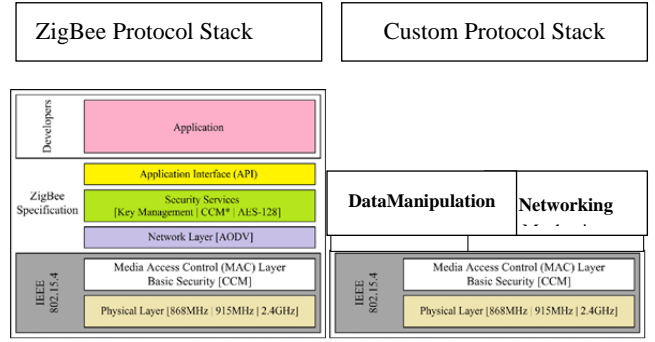 ZigBee Protocol Stack
Custom Protocol Stack
Developers
Application
ZigBee
Specification
Application Interface (API)
Security Services
[Key Management | CCM* | AES-128]
Network Layer [AODV]
IEEE
802.15.4
Media Access Control (MAC) Layer
Basic Security [CCM]
Physical Layer [868MHz | 915MHz | 2.4GHz]
DataManipulation
Networking
IEEE
802.15.4
Media Access Control (MAC) Layer
Basic Security [CCM]
Physical Layer [868MHz | 915MHz | 2.4GHz]